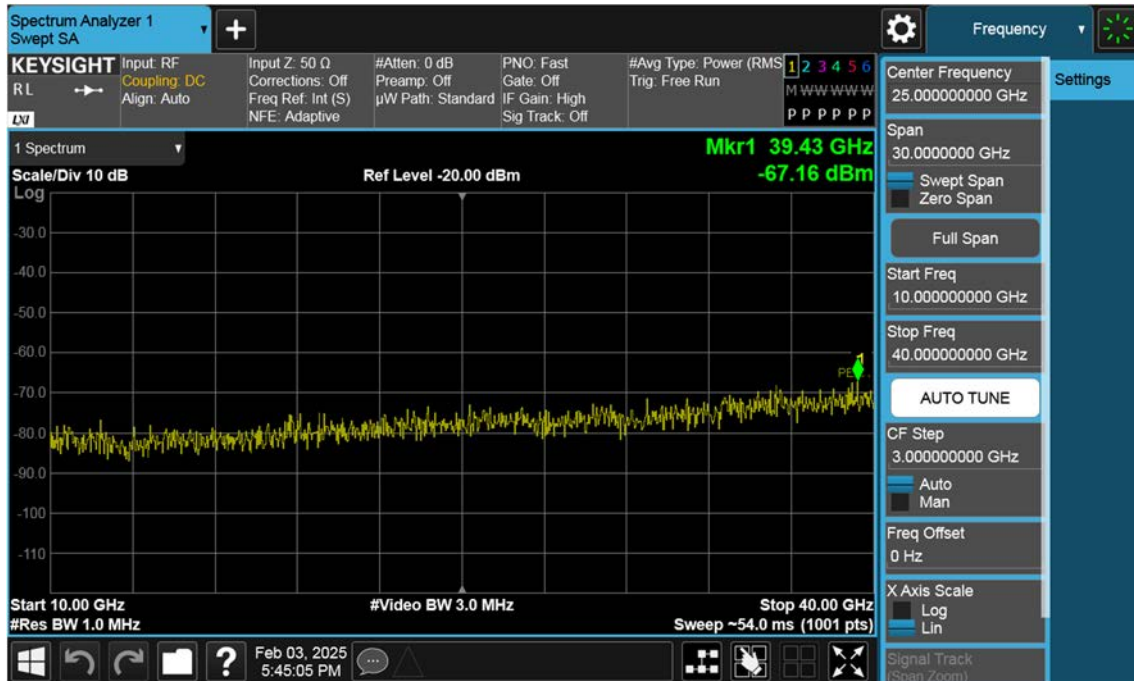 Spectrum Analyzer 1
Swept SA
Frequency
KEYSIGHT
RL
LXI
Input: RF
Coupling: DC
Align: Auto
Input Z: 50 Ω
Corrections: Off
Freq Ref: Int (S)
NFE: Adaptive
#Atten: 0 dB
Preamp: Off
µW Path: Standard
PNO: Fast
Gate: Off
IF Gain: High
Sig Track: Off
#Avg Type: Power (RMS
Trig: Free Run
1 2 3 4 5 6
M W W W W W
P P P P P P
1 Spectrum
Scale/Div 10 dB
Log
Ref Level -20.00 dBm
Mkr1 39.43 GHz
-67.16 dBm
-30.0
-40.0
-50.0
-60.0
-70.0
-80.0
-90.0
-100
-110
1
Start 10.00 GHz
#Res BW 1.0 MHz
#Video BW 3.0 MHz
Stop 40.00 GHz
Sweep ~54.0 ms (1001 pts)
Feb 03, 2025
5:45:05 PM
Center Frequency
25.000000000 GHz
Span
30.0000000 GHz
Swept Span
Zero Span
Full Span
Start Freq
10.000000000 GHz
Stop Freq
40.000000000 GHz
AUTO TUNE
CF Step
3.000000000 GHz
Auto
Man
Freq Offset
0 Hz
X Axis Scale
Log
Lin
Signal Track
(Span Zoom)
Settings